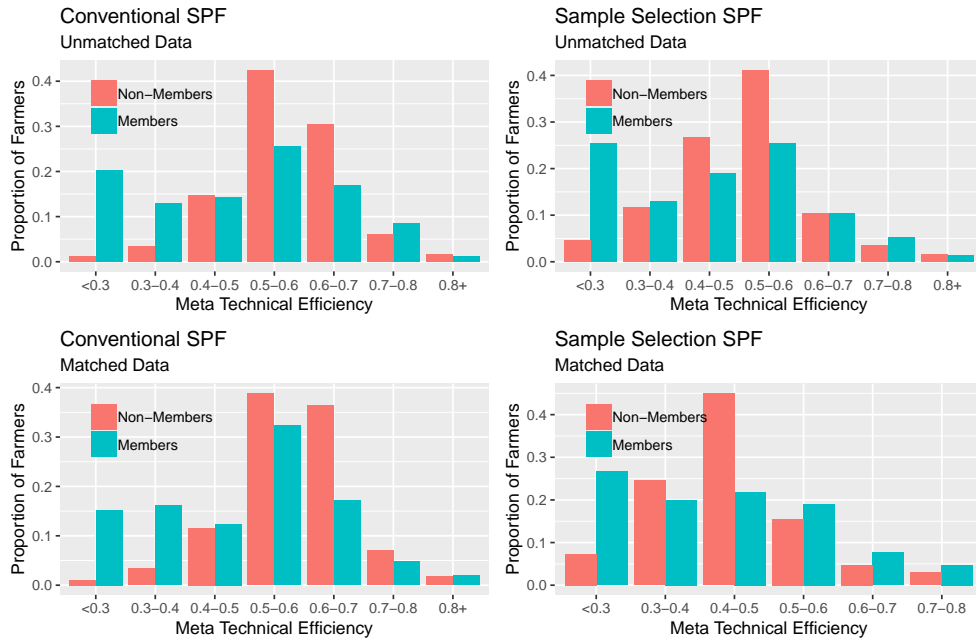 Conventional SPF
Unmatched Data
Proportion of Farmers
0.4
0.3
0.2
0.1
0.0
Non−Members
Members
<0.3 0.3−0.4 0.4−0.5 0.5−0.6 0.6−0.7 0.7−0.8 0.8+
Meta Technical Efficiency
Sample Selection SPF
Unmatched Data
Proportion of Farmers
0.4
0.3
0.2
0.1
0.0
Non−Members
Members
<0.3 0.3−0.4 0.4−0.5 0.5−0.6 0.6−0.7 0.7−0.8 0.8+
Meta Technical Efficiency
Conventional SPF
Matched Data
Proportion of Farmers
0.4
0.3
0.2
0.1
0.0
Non−Members
Members
<0.3 0.3−0.4 0.4−0.5 0.5−0.6 0.6−0.7 0.7−0.8 0.8+
Meta Technical Efficiency
Sample Selection SPF
Matched Data
Proportion of Farmers
0.4
0.3
0.2
0.1
0.0
Non−Members
Members
<0.3 0.3−0.4 0.4−0.5 0.5−0.6 0.6−0.7 0.7−0.8
Meta Technical Efficiency